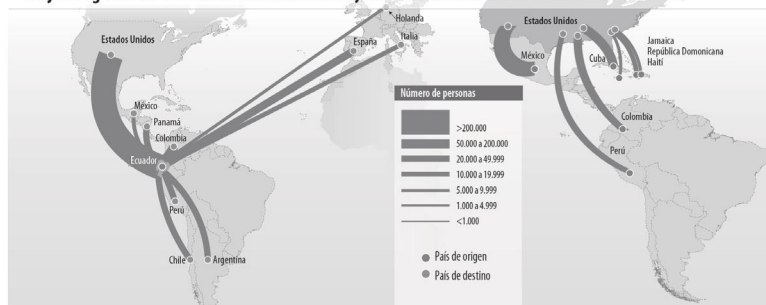 Holanda
Estados Unidos
España
Italia
México
Panamá
Colombia
Ecuador
Perú
Chile
Argentina
Número de personas
>200.000
50.000 a 200.000
20.000 a 49.999
10.000 a 19.999
5.000 a 9.999
1.000 a 4.999
<1.000
País de origen
País de destino
Estados Unidos
México
Cuba
Jamaica
República Domonicana
Haití
Colombia
Perú